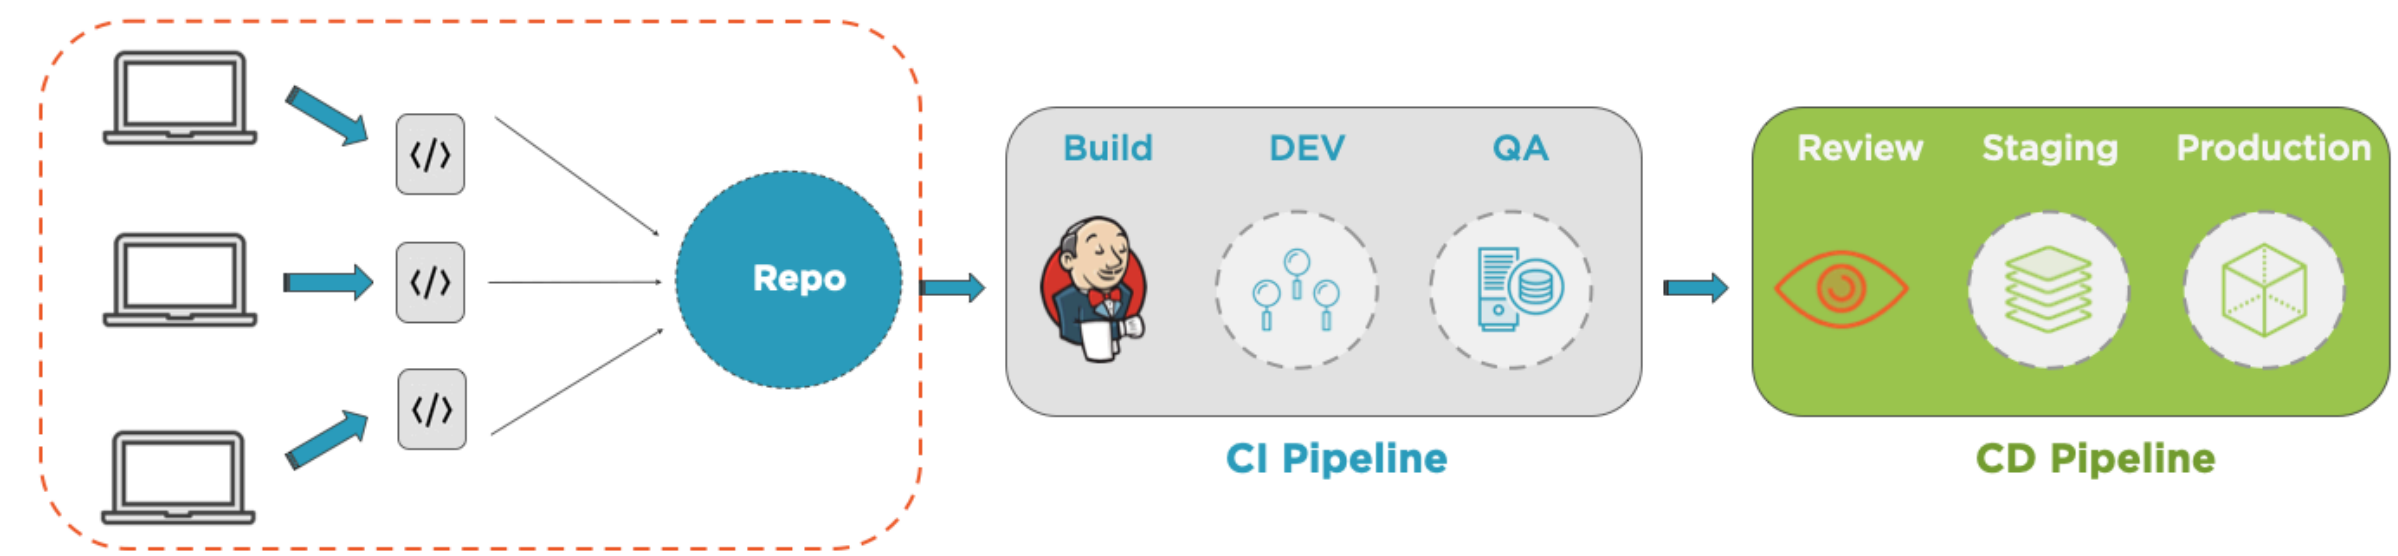 </>
</>
</>
Repo
Build
DEV
QA
CI Pipeline
Review
Staging
Production
CD Pipeline